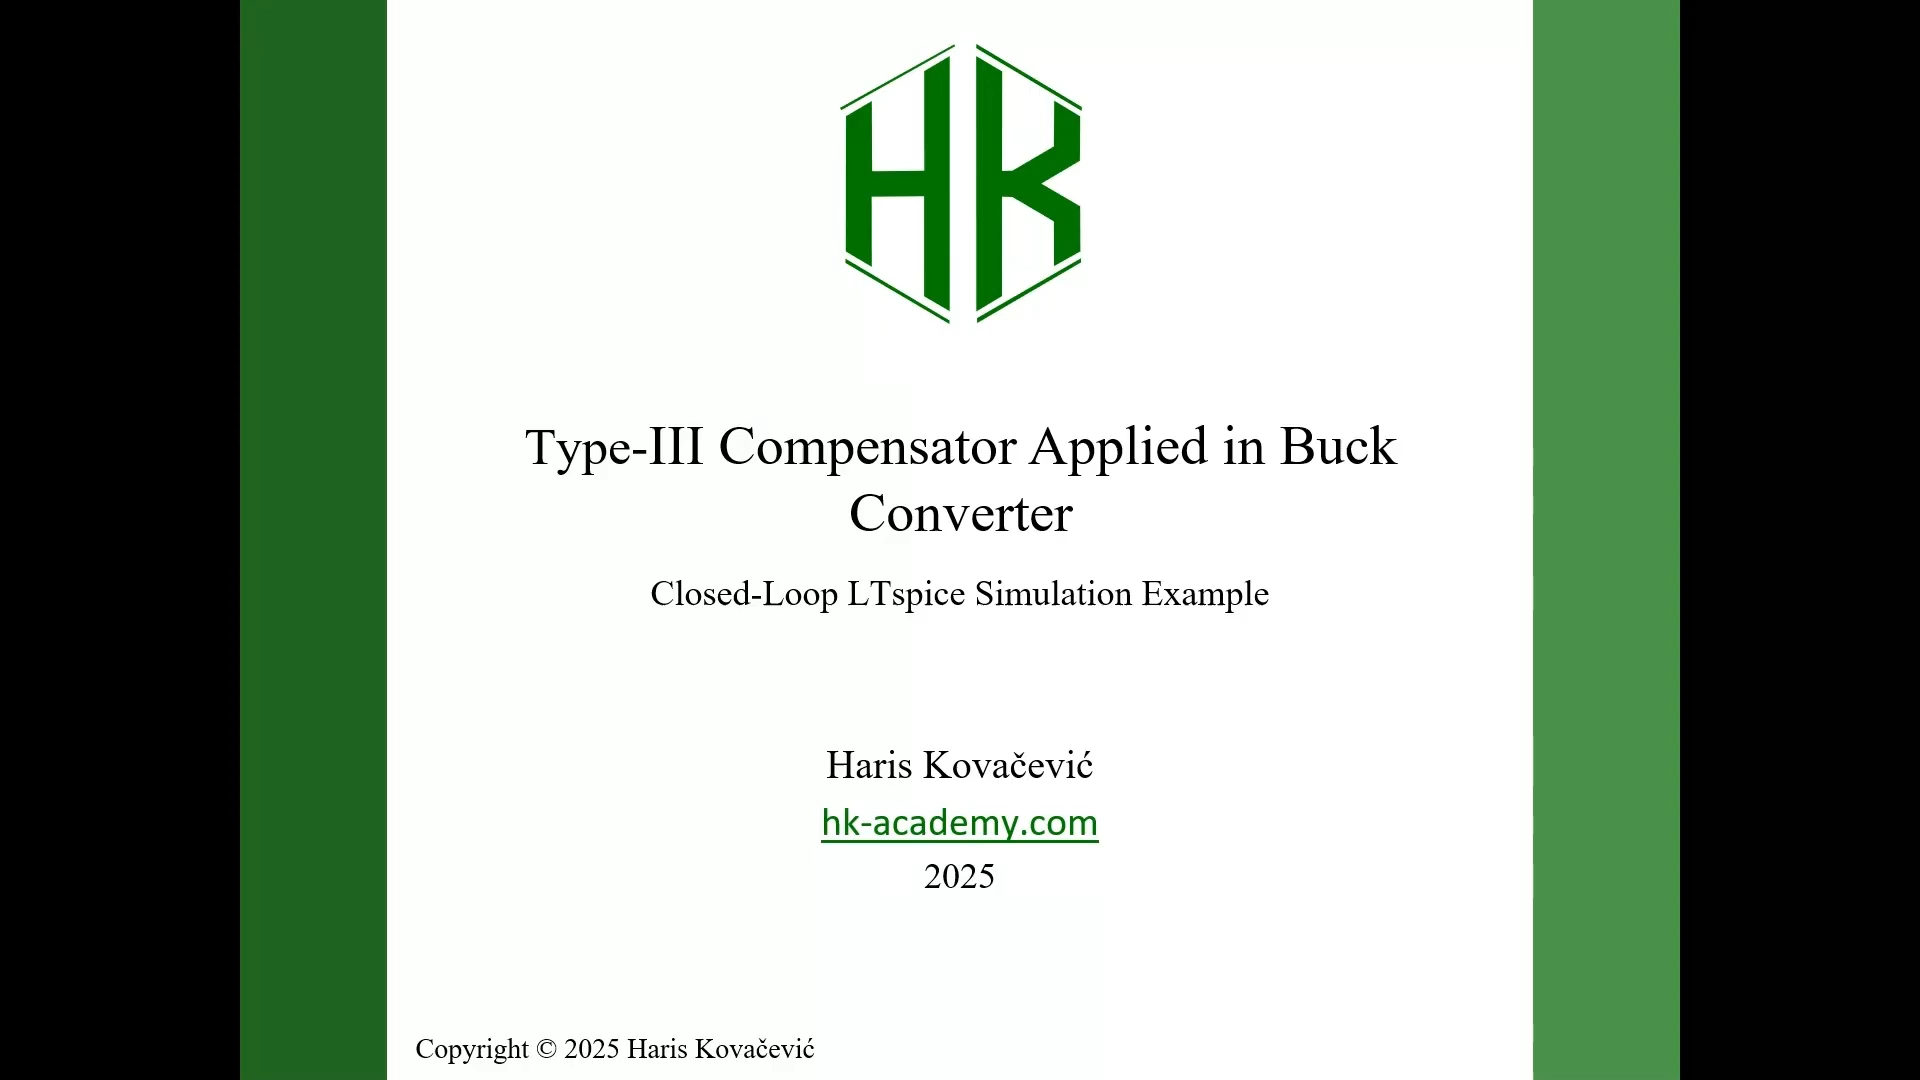 HK
Type-III Compensator Applied in Buck
Converter
Closed-Loop LTspice Simulation Example
Haris Kovačević
hk-academy.com
2025
Copyright © 2025 Haris Kovačević